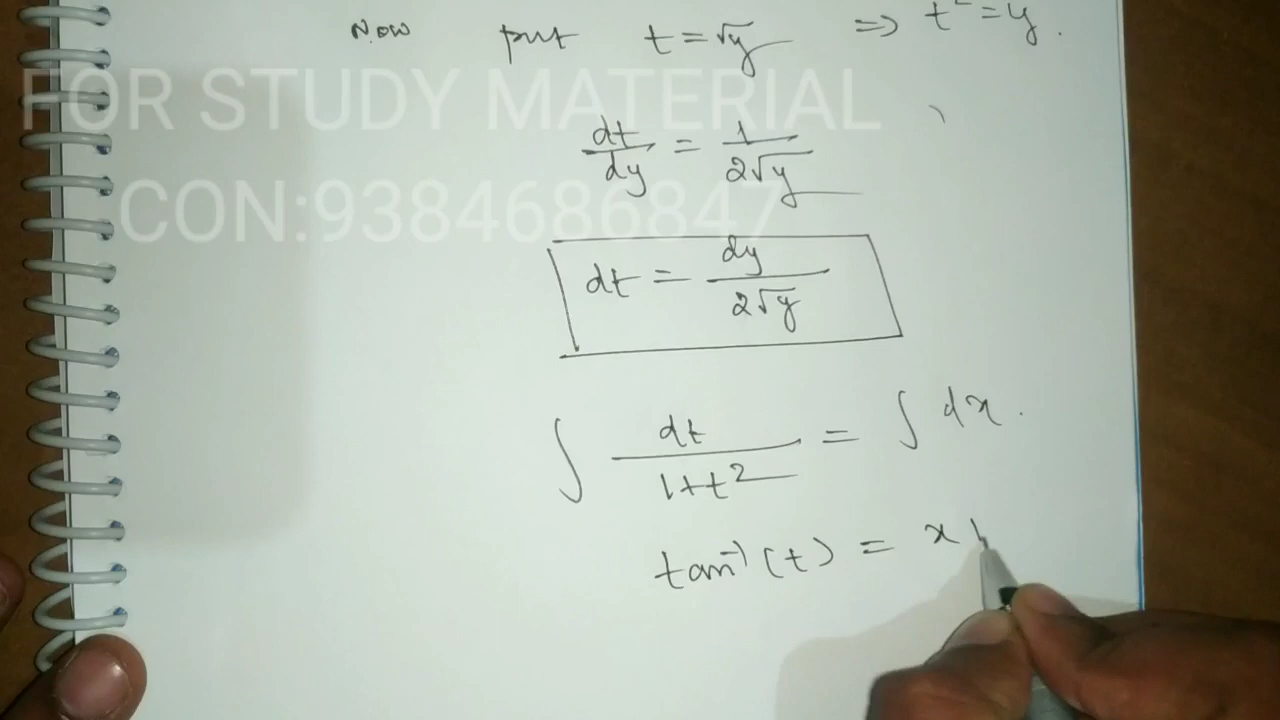 Now put t = √y ⇒ t² = y.
FOR STUDY MATERIAL
dt/dy = 1/2√y
CON:9384686847
dt = dy/2√y
∫ dt/1+t² = ∫ dx.
tan⁻¹(t) = x